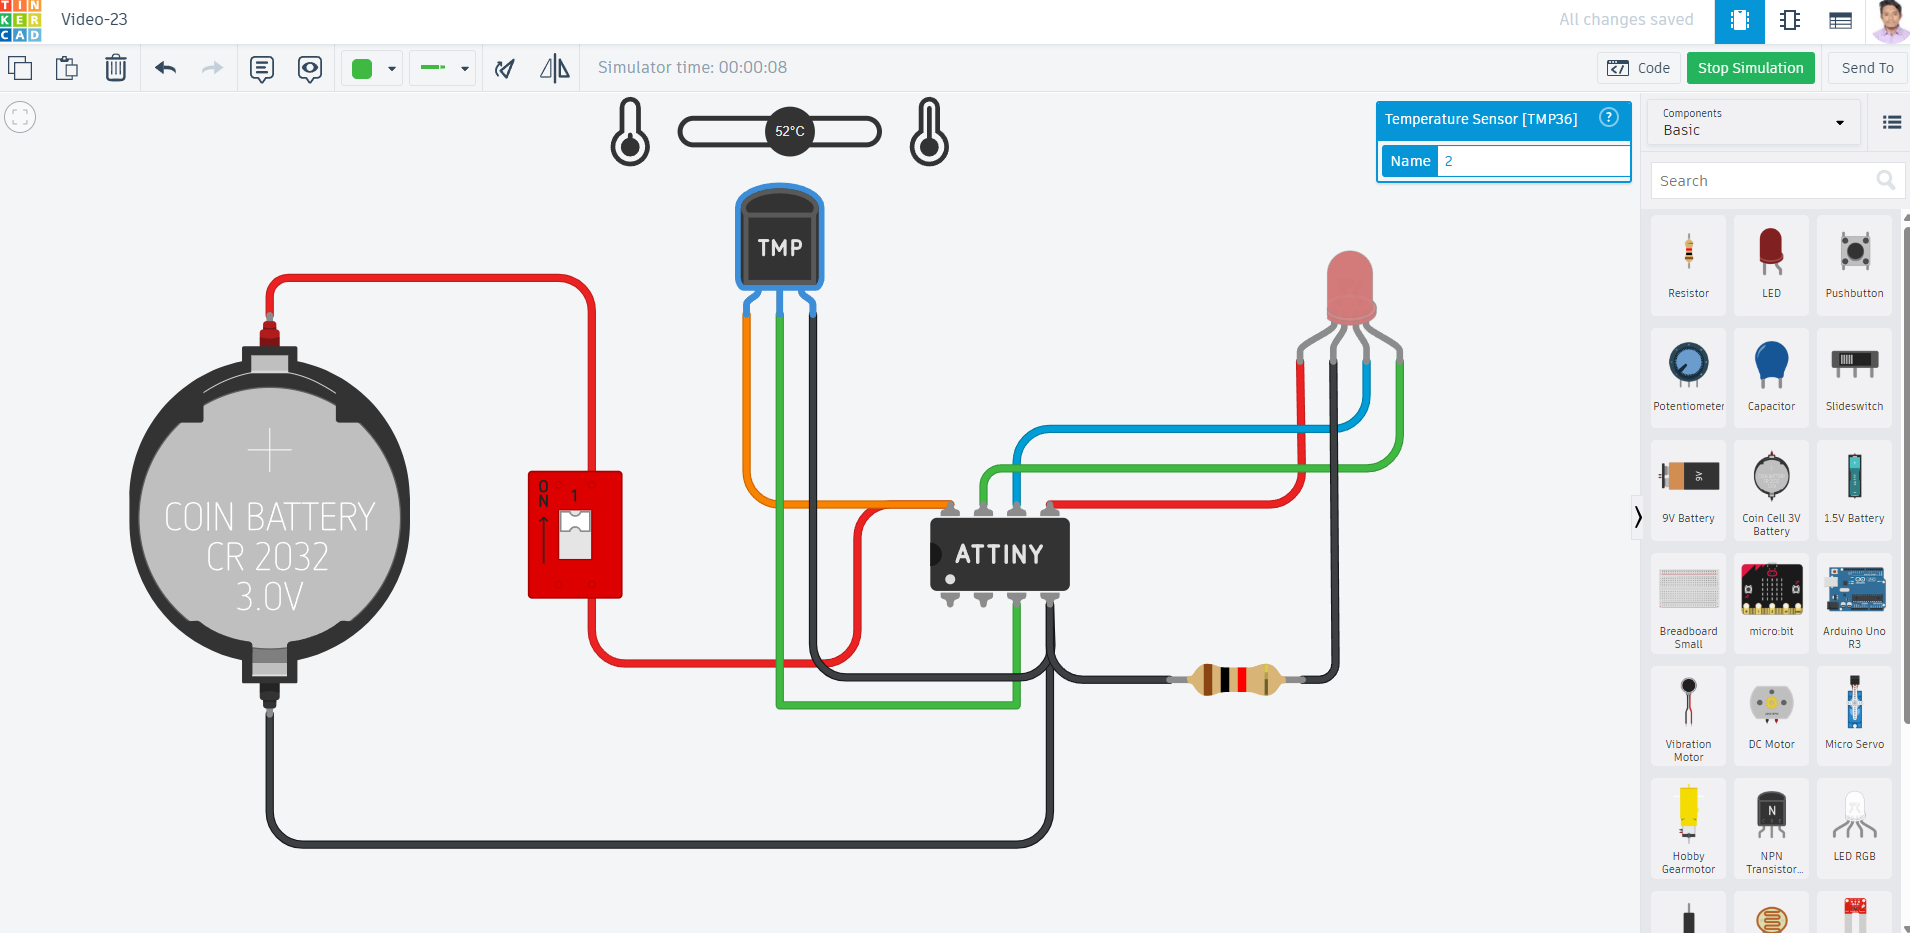 TIN
KER
CAD
Video-23
All changes saved
Simulator time: 00:00:08
Code
Stop Simulation
Send To
52°C
Temperature Sensor [TMP36]
?
Name
2
Components
Basic
Search
TMP
Resistor
LED
Pushbutton
Potentiometer
Capacitor
Slideswitch
9V
9V Battery
Coin Cell 3V
Battery
1.5V Battery
ON
1
COIN BATTERY
CR 2032
3.0V
ATTINY
Breadboard
Small
micro:bit
Arduino Uno
R3
Vibration
Motor
DC Motor
Micro Servo
N
Hobby
Gearmotor
NPN
Transistor...
LED RGB